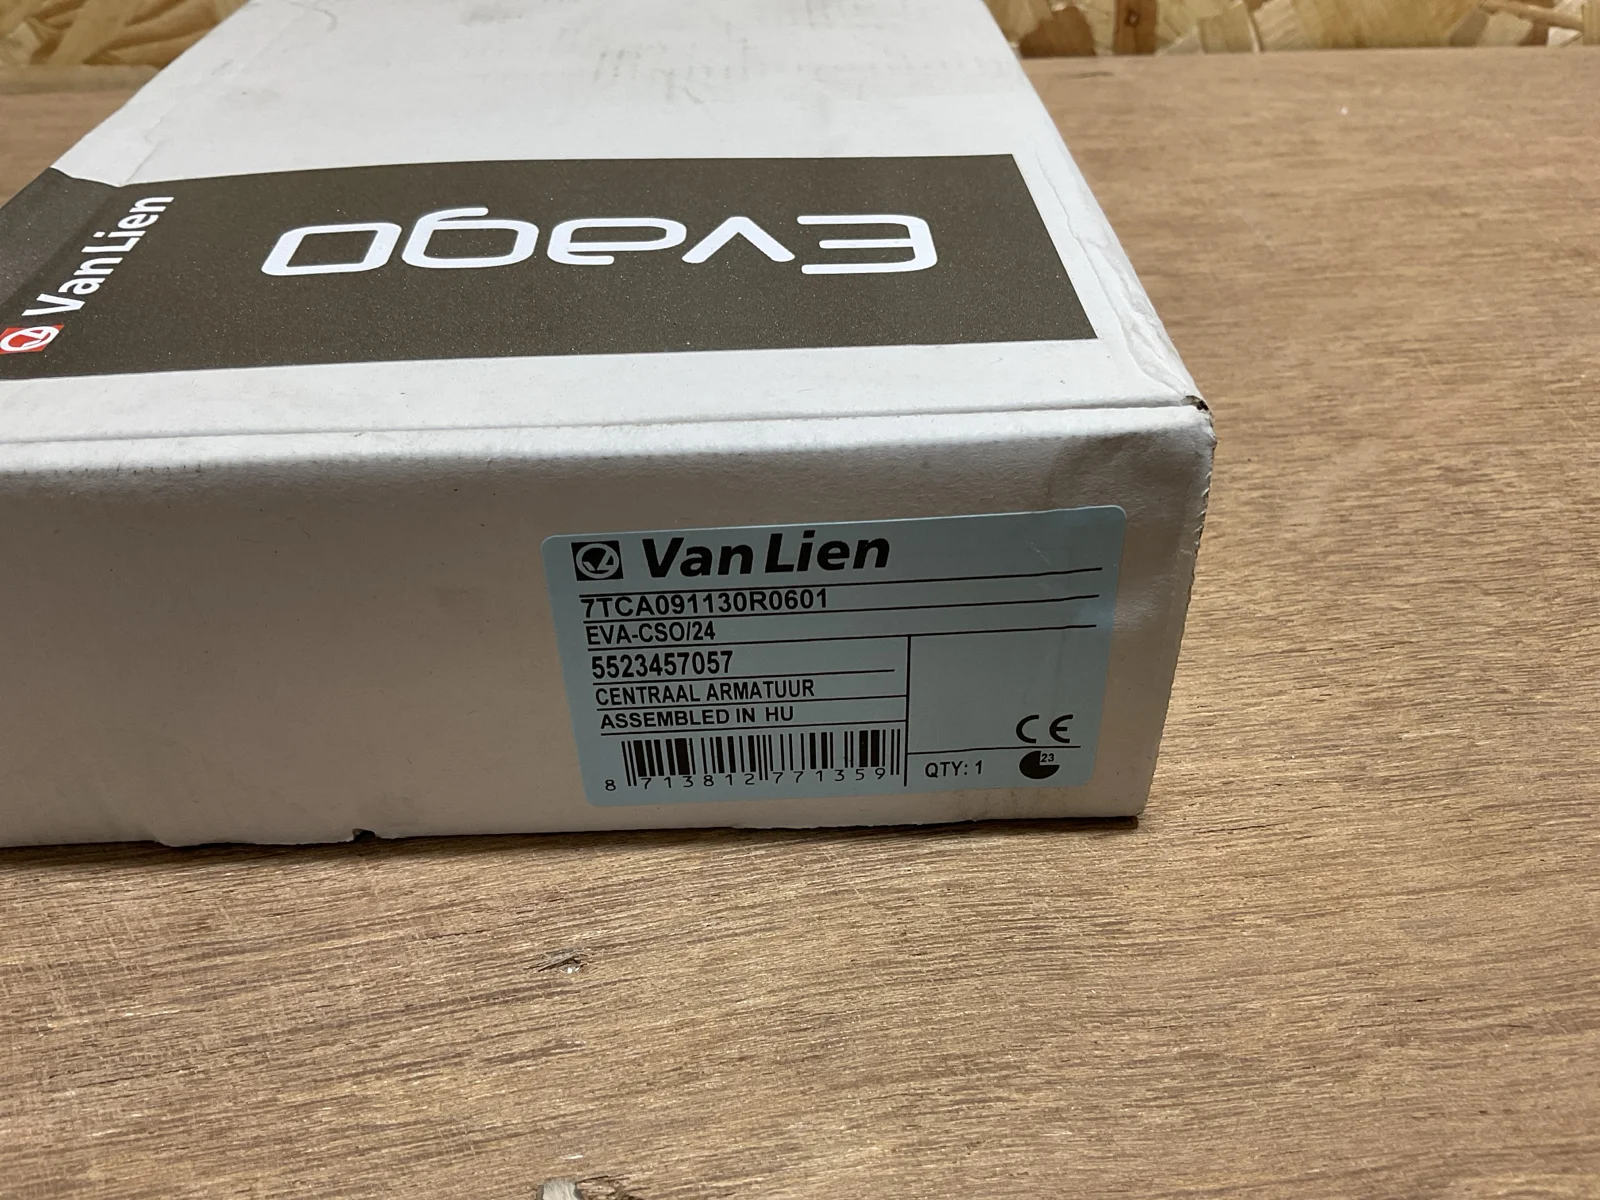 Van Lien
Evago
Van Lien
7TCA091130R0601
EVA-CSO/24
5523457057
CENTRAAL ARMATUUR
ASSEMBLED IN HU
8 713812 771359
CE
QTY: 1
23